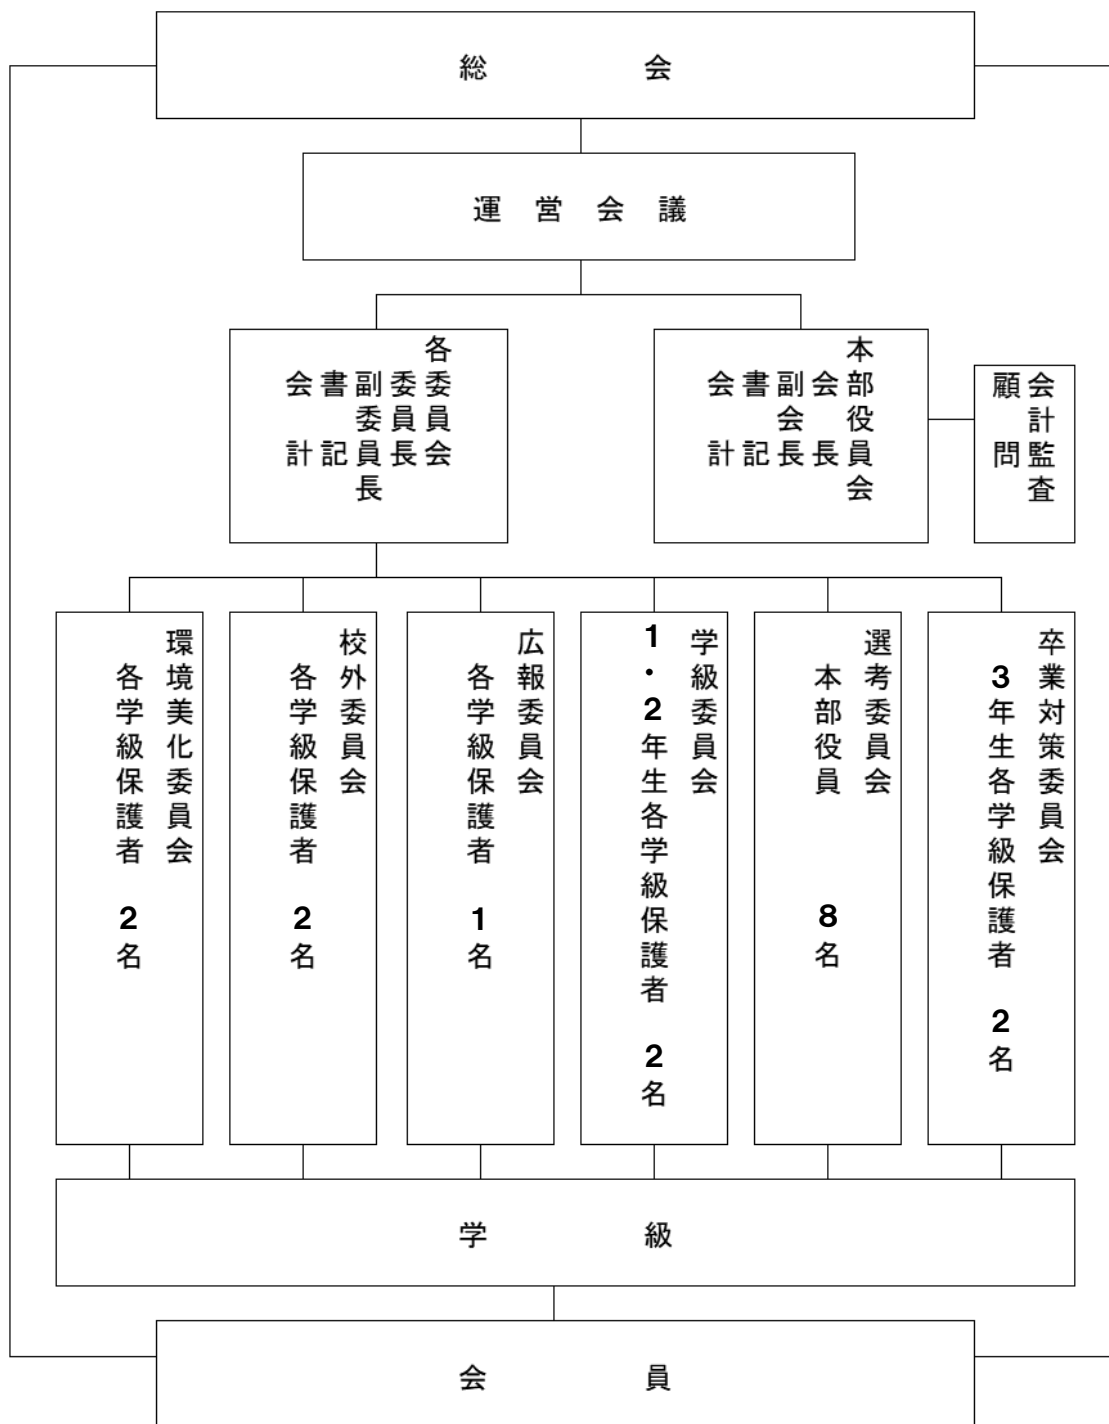 総会
運営会議
各委員会
委員長
副委員長
書記
会計
本部役員会
会長
副会長
書記
会計
会計監査
顧問
環境美化委員会
各学級保護者 2名
校外委員会
各学級保護者 2名
広報委員会
各学級保護者 1名
学級委員会
1・2年生各学級保護者 2名
選考委員会
本部役員 8名
卒業対策委員会
3年生各学級保護者 2名
学級
会員